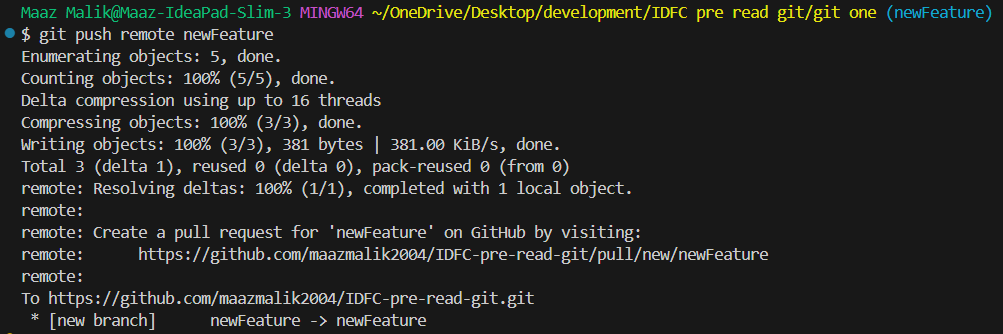 Maaz Malik@Maaz-IdeaPad-Slim-3 MINGW64 ~/OneDrive/Desktop/development/IDFC pre read git/git one (newFeature)
$ git push remote newFeature
Enumerating objects: 5, done.
Counting objects: 100% (5/5), done.
Delta compression using up to 16 threads
Compressing objects: 100% (3/3), done.
Writing objects: 100% (3/3), 381 bytes | 381.00 KiB/s, done.
Total 3 (delta 1), reused 0 (delta 0), pack-reused 0 (from 0)
remote: Resolving deltas: 100% (1/1), completed with 1 local object.
remote:
remote: Create a pull request for 'newFeature' on GitHub by visiting:
remote:      https://github.com/maazmalik2004/IDFC-pre-read-git/pull/new/newFeature
remote:
To https://github.com/maazmalik2004/IDFC-pre-read-git.git
 * [new branch]      newFeature -> newFeature